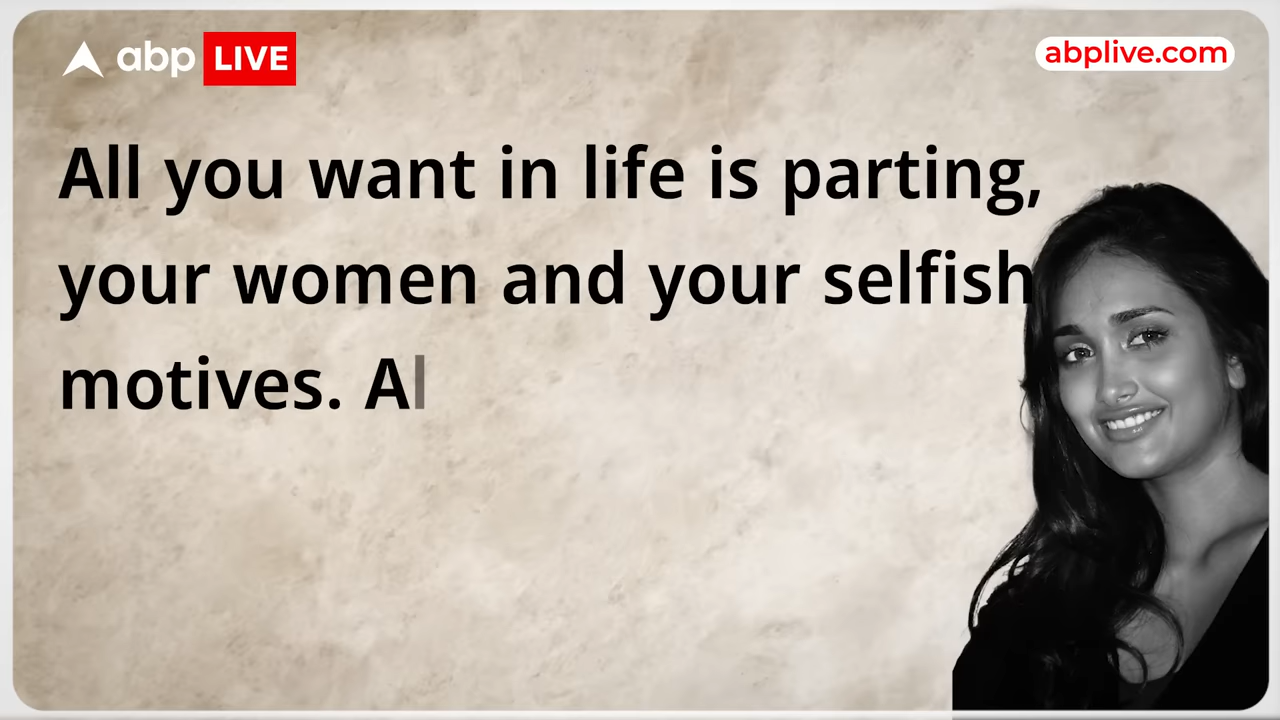 abp LIVE
abplive.com
All you want in life is parting,
your women and your selfish
motives. Al